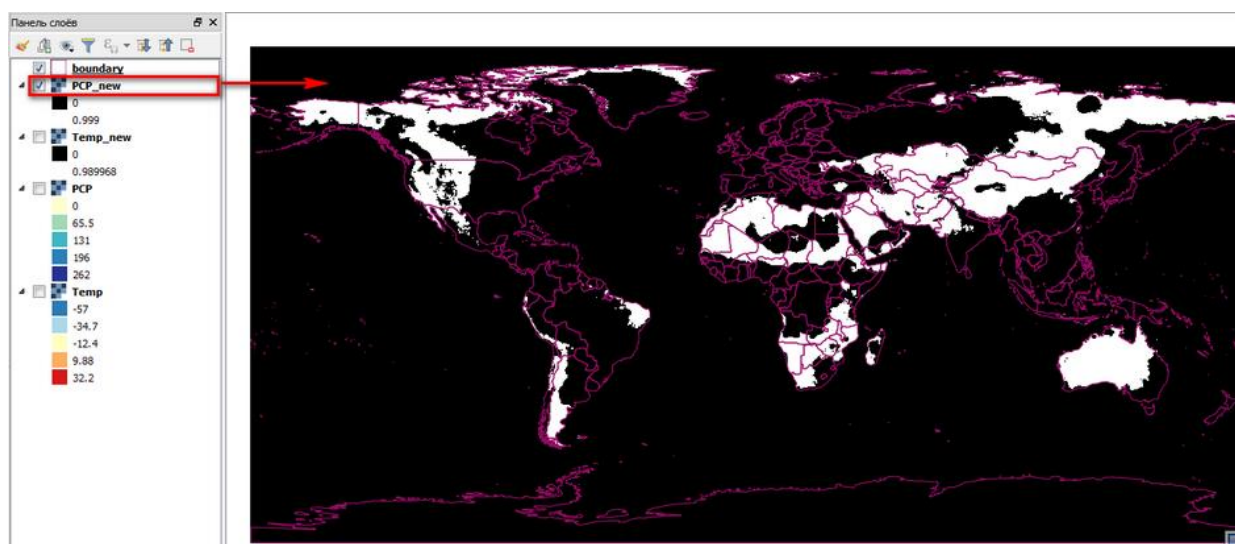 Панель слоёв
boundary
PCP_new
0
0.999
Temp_new
0
0.989968
PCP
0
65.5
131
196
262
Temp
-57
-34.7
-12.4
9.88
32.2